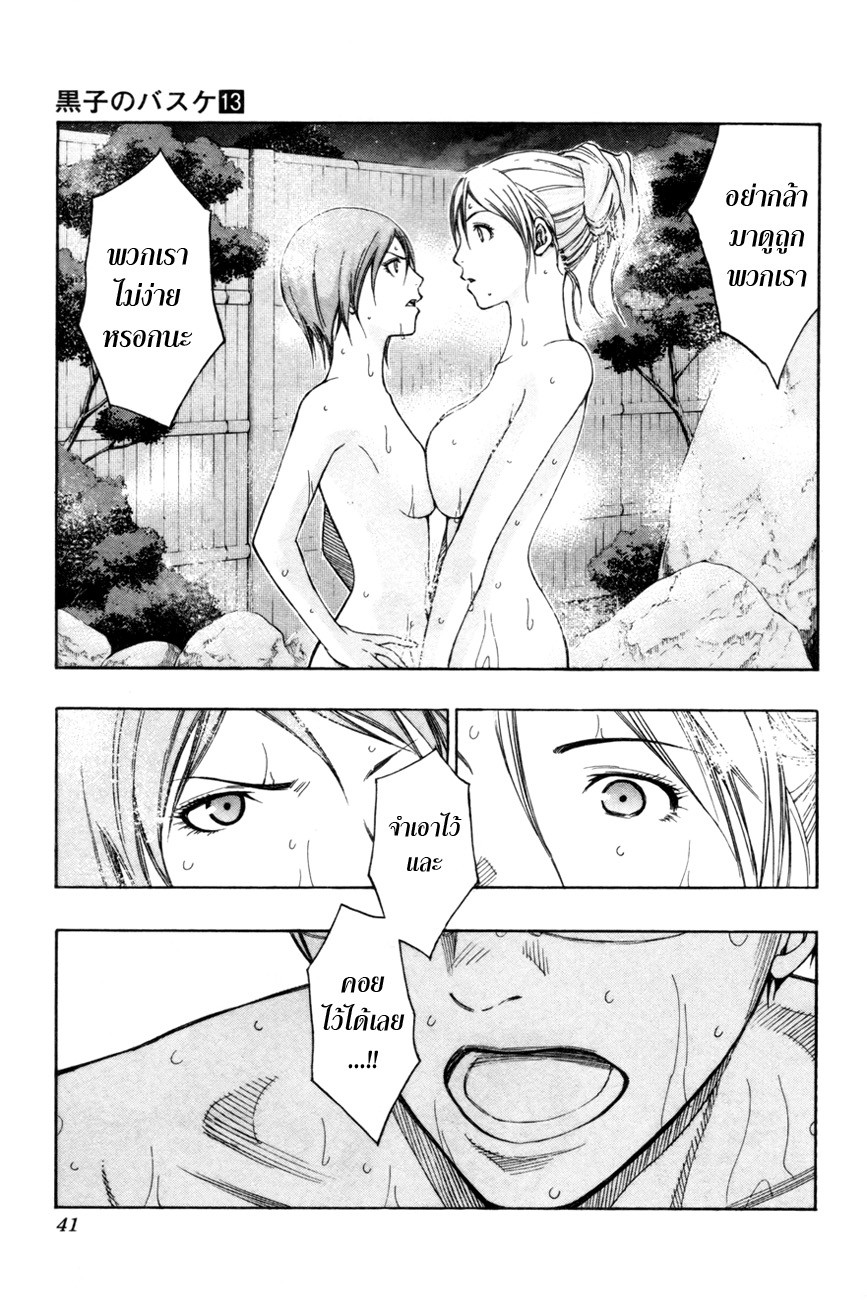 黒子のバスケ13
อย่ากล้า
มาดูถูก
พวกเรา
พวกเรา
ไม่ง่าย
หรอกนะ
จำเอาไว้
และ
คอย
ไว้ได้เลย
...!!
41